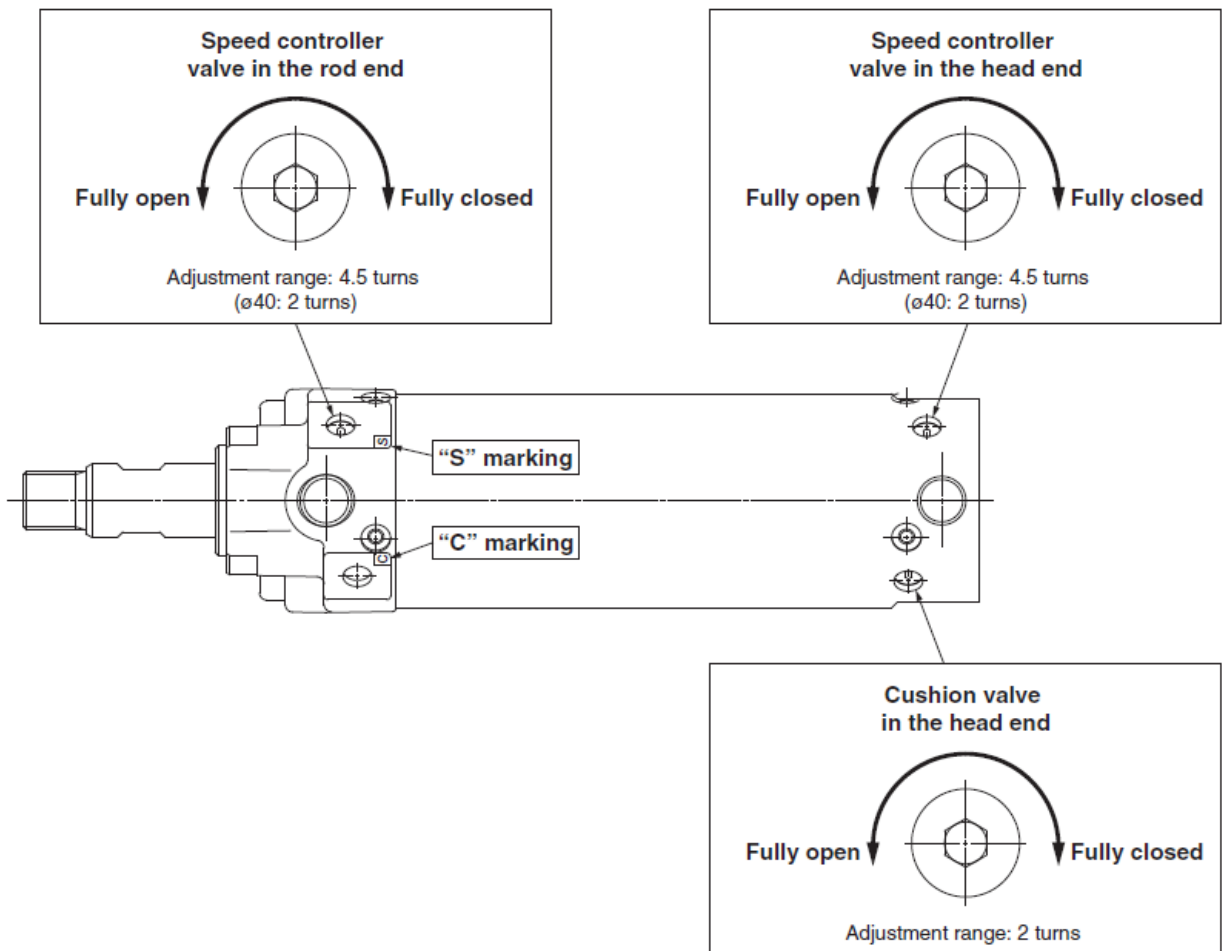 Speed controller
valve in the rod end
Fully open
Fully closed
Adjustment range: 4.5 turns
(ø40: 2 turns)
Speed controller
valve in the head end
Fully open
Fully closed
Adjustment range: 4.5 turns
(ø40: 2 turns)
S
“S” marking
C
“C” marking
Cushion valve
in the head end
Fully open
Fully closed
Adjustment range: 2 turns